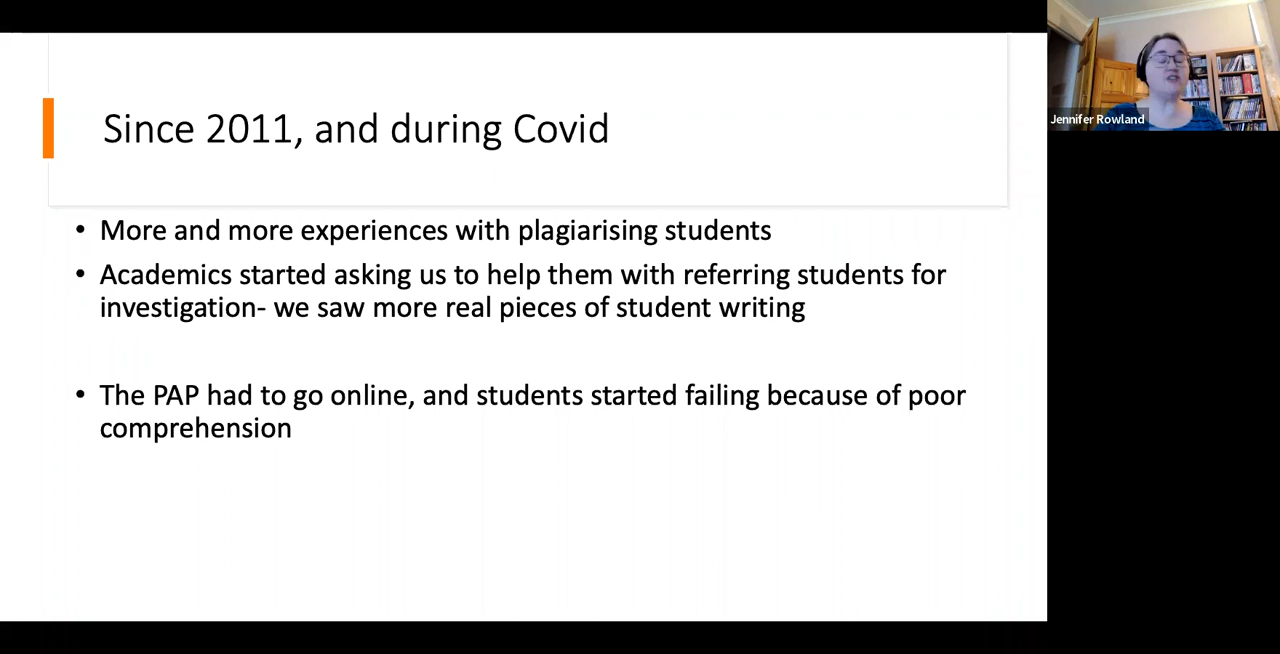 Since 2011, and during Covid
• More and more experiences with plagiarising students
• Academics started asking us to help them with referring students for
investigation- we saw more real pieces of student writing
• The PAP had to go online, and students started failing because of poor
comprehension
Jennifer Rowland